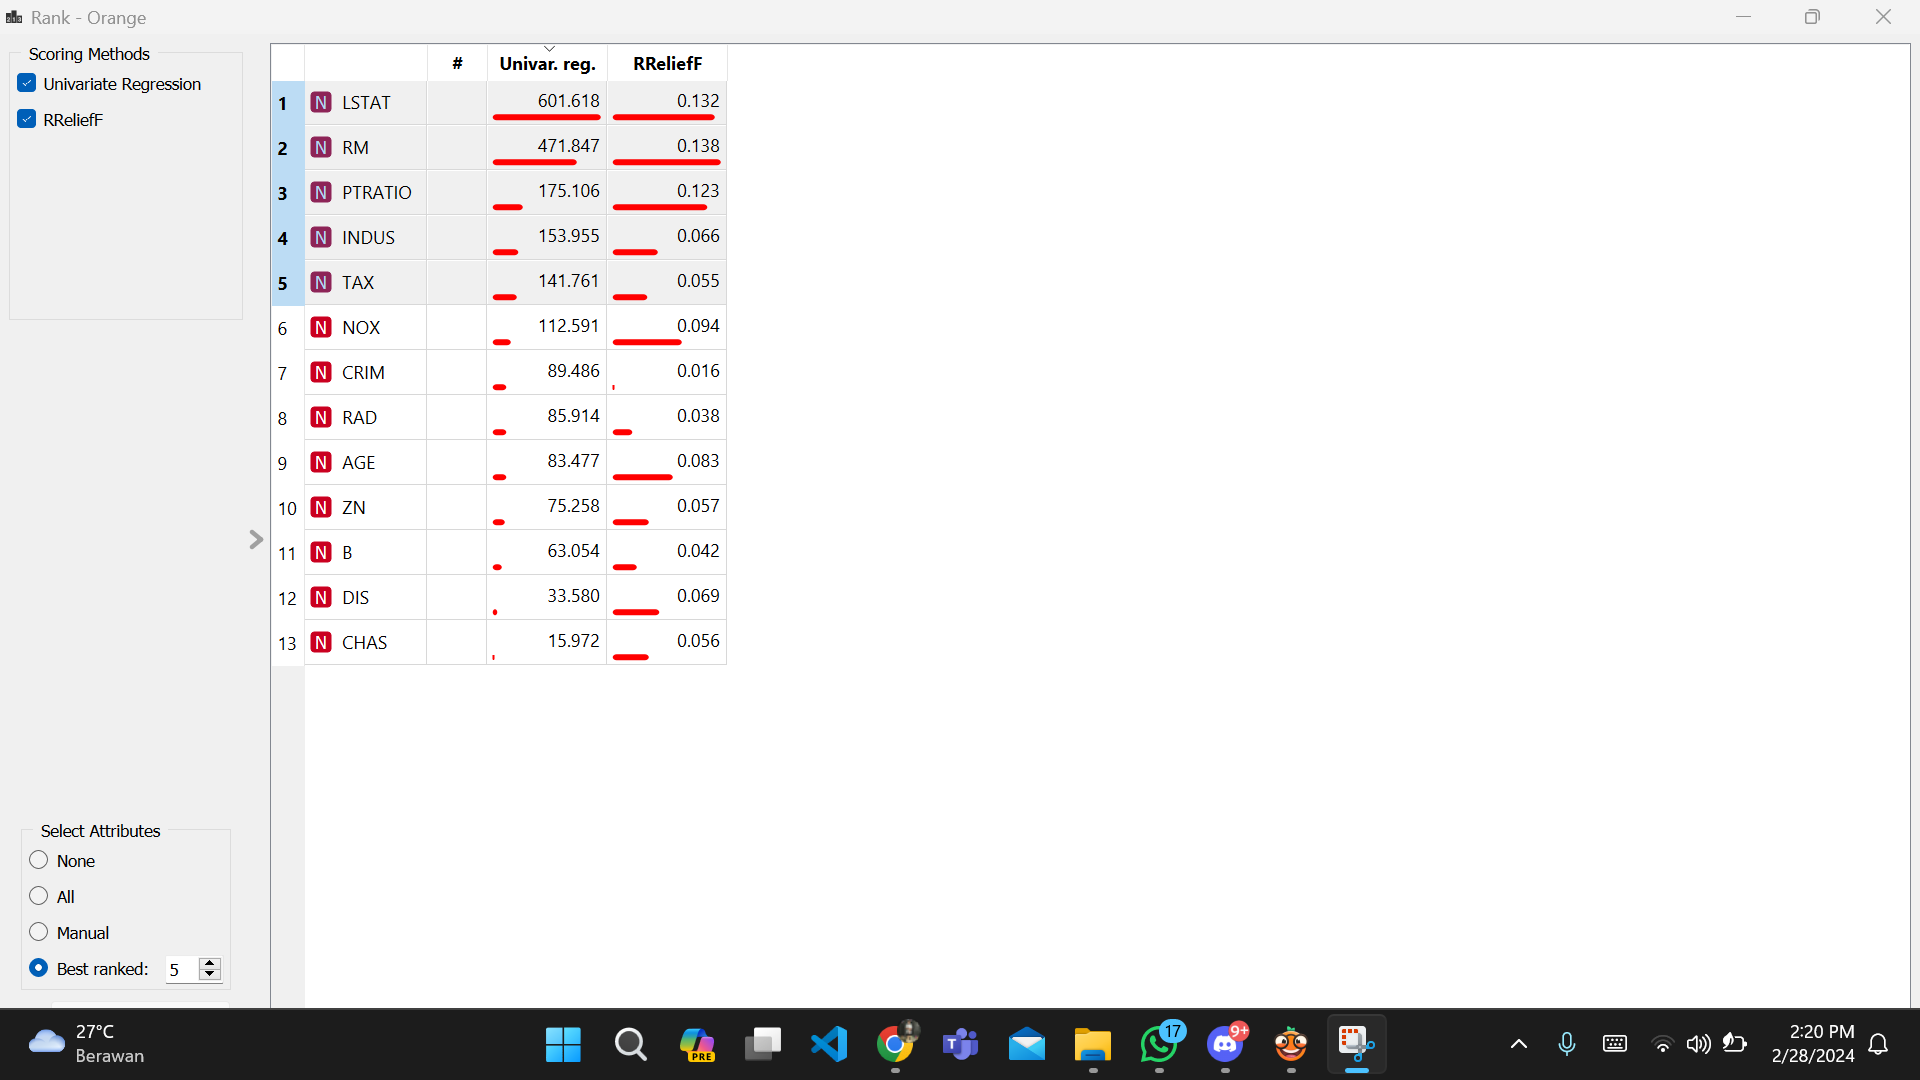 Rank - Orange
Scoring Methods
Univariate Regression
RReliefF
# Univar. reg. RReliefF
1 N LSTAT 601.618 0.132
2 N RM 471.847 0.138
3 N PTRATIO 175.106 0.123
4 N INDUS 153.955 0.066
5 N TAX 141.761 0.055
6 N NOX 112.591 0.094
7 N CRIM 89.486 0.016
8 N RAD 85.914 0.038
9 N AGE 83.477 0.083
10 N ZN 75.258 0.057
11 N B 63.054 0.042
12 N DIS 33.580 0.069
13 N CHAS 15.972 0.056
Select Attributes
None
All
Manual
Best ranked: 5
27°C
Berawan
PRE
T
17
9+
2:20 PM
2/28/2024